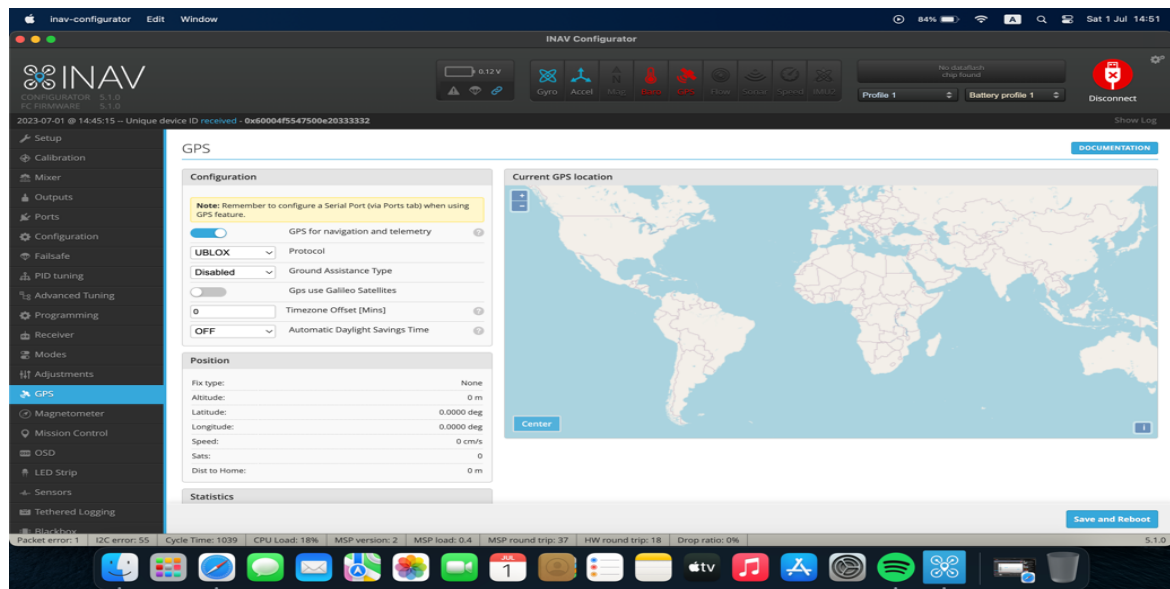 inav-configurator Edit Window
84% A Sat 1 Jul 14:51
INAV Configurator
INAV
CONFIGURATOR 5.1.0
FC FIRMWARE 5.1.0
0.12 V
Gyro Accel Mag Baro GPS Flow Sonar Speed IMU2
No dataflash
chip found
Profile 1
Battery profile 1
Disconnect
2023-07-01 @ 14:45:15 -- Unique device ID received - 0x60004f5547500e20333332
Show Log
Setup
Calibration
Mixer
Outputs
Ports
Configuration
Failsafe
PID tuning
Advanced Tuning
Programming
Receiver
Modes
Adjustments
GPS
Magnetometer
Mission Control
OSD
LED Strip
Sensors
Tethered Logging
Blackbox
GPS
DOCUMENTATION
Configuration
Note: Remember to configure a Serial Port (via Ports tab) when using
GPS feature.
GPS for navigation and telemetry ?
UBLOX Protocol
Disabled Ground Assistance Type
Gps use Galileo Satellites
0 Timezone Offset [Mins] ?
OFF Automatic Daylight Savings Time ?
Position
Fix type: None
Altitude: 0 m
Latitude: 0.0000 deg
Longitude: 0.0000 deg
Speed: 0 cm/s
Sats: 0
Dist to Home: 0 m
Statistics
Current GPS location
+
−
Center
i
Save and Reboot
Packet error: 1 I2C error: 55 Cycle Time: 1039 CPU Load: 18% MSP version: 2 MSP load: 0.4 MSP round trip: 37 HW round trip: 18 Drop ratio: 0% 5.1.0
JUL
1
tv